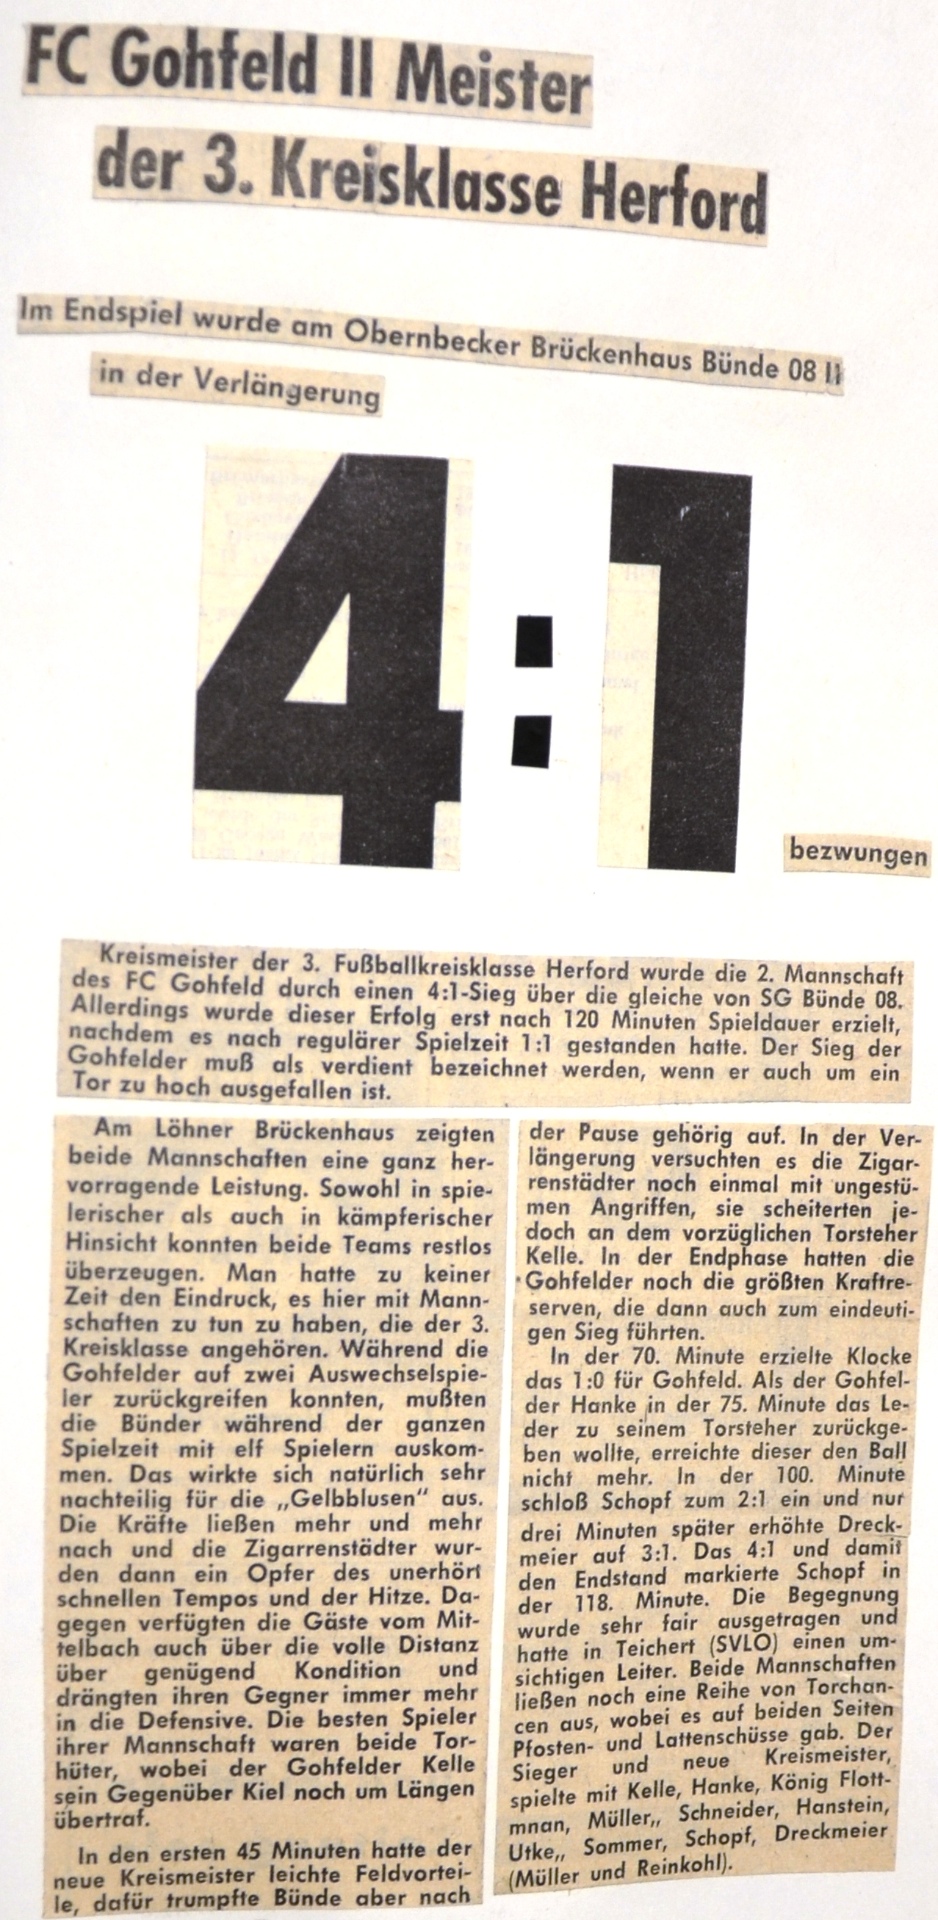 FC Gohfeld II Meister
der 3. Kreisklasse Herford
Im Endspiel wurde am Obernbecker Brückenhaus Bünde 08 II
in der Verlängerung
4:1
bezwungen
Kreismeister der 3. Fußballkreisklasse Herford wurde die 2. Mannschaft
des FC Gohfeld durch einen 4:1-Sieg über die gleiche von SG Bünde 08.
Allerdings wurde dieser Erfolg erst nach 120 Minuten Spieldauer erzielt,
nachdem es nach regulärer Spielzeit 1:1 gestanden hatte. Der Sieg der
Gohfelder muß als verdient bezeichnet werden, wenn er auch um ein
Tor zu hoch ausgefallen ist.
Am Löhner Brückenhaus zeigten
beide Mannschaften eine ganz her-
vorragende Leistung. Sowohl in spie-
lerischer als auch in kämpferischer
Hinsicht konnten beide Teams restlos
überzeugen. Man hatte zu keiner
Zeit den Eindruck, es hier mit Mann-
schaften zu tun zu haben, die der 3.
Kreisklasse angehören. Während die
Gohfelder auf zwei Auswechselspie-
ler zurückgreifen konnten, mußten
die Bünder während der ganzen
Spielzeit mit elf Spielern auskom-
men. Das wirkte sich natürlich sehr
nachteilig für die „Gelbblusen" aus.
Die Kräfte ließen mehr und mehr
nach und die Zigarrenstädter wur-
den dann ein Opfer des unerhört
schnellen Tempos und der Hitze. Da-
gegen verfügten die Gäste vom Mit-
telbach auch über die volle Distanz
über genügend Kondition und
drängten ihren Gegner immer mehr
in die Defensive. Die besten Spieler
ihrer Mannschaft waren beide Tor-
hüter, wobei der Gohfelder Kelle
sein Gegenüber Kiel noch um Längen
übertraf.
In den ersten 45 Minuten hatte der
neue Kreismeister leichte Feldvortei-
le, dafür trumpfte Bünde aber nach
der Pause gehörig auf. In der Ver-
längerung versuchten es die Zigar-
renstädter noch einmal mit ungestü-
men Angriffen, sie scheiterten je-
doch an dem vorzüglichen Torsteher
Kelle. In der Endphase hatten die
Gohfelder noch die größten Kraftre-
serven, die dann auch zum eindeuti-
gen Sieg führten.
In der 70. Minute erzielte Klocke
das 1:0 für Gohfeld. Als der Gohfel-
der Hanke in der 75. Minute das Le-
der zu seinem Torsteher zurückge-
ben wollte, erreichte dieser den Ball
nicht mehr. In der 100. Minute
schloß Schopf zum 2:1 ein und nur
drei Minuten später erhöhte Dreck-
meier auf 3:1. Das 4:1 und damit
den Endstand markierte Schopf in
der 118. Minute. Die Begegnung
wurde sehr fair ausgetragen und
hatte in Teichert (SVLO) einen um-
sichtigen Leiter. Beide Mannschaften
ließen noch eine Reihe von Torchan-
cen aus, wobei es auf beiden Seiten
Pfosten- und Lattenschüsse gab. Der
Sieger und neue Kreismeister,
spielte mit Kelle, Hanke, König Flott-
mnan, Müller,, Schneider, Hanstein,
Utke,, Sommer, Schopf, Dreckmeier
(Müller und Reinkohl).